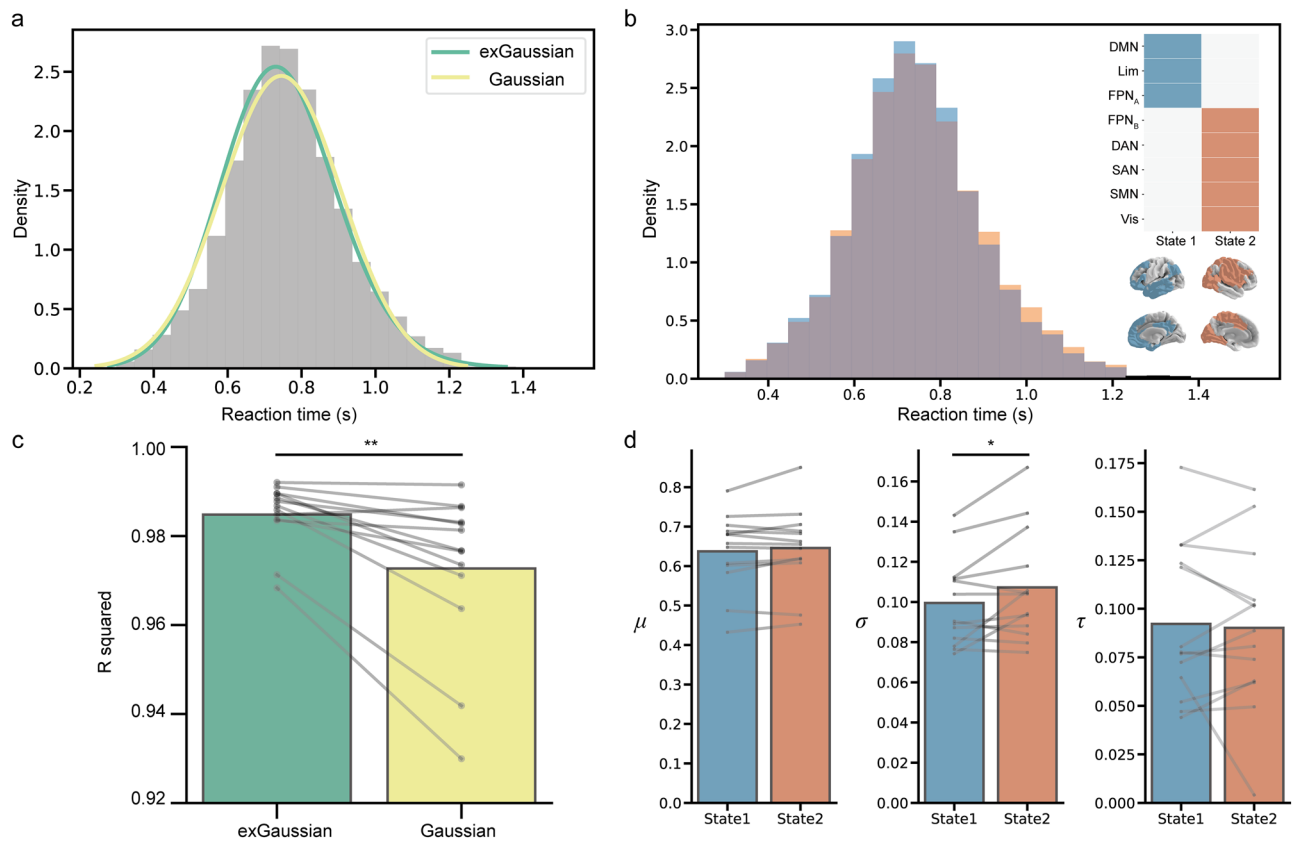 a
exGaussian
Gaussian
2.5
2.0
1.5
1.0
0.5
0.0
Density
0.2 0.4 0.6 0.8 1.0 1.2 1.4
Reaction time (s)
b
3.0
2.5
2.0
1.5
1.0
0.5
0.0
Density
0.4 0.6 0.8 1.0 1.2 1.4
Reaction time (s)
DMN
Lim
FPNA
FPNB
DAN
SAN
SMN
Vis
State 1 State 2
c
**
1.00
0.98
0.96
0.94
0.92
R squared
exGaussian Gaussian
d
0.8
0.7
0.6
0.5
0.4
0.3
0.2
0.1
0.0
μ
State1 State2
*
0.16
0.14
0.12
0.10
0.08
0.06
0.04
0.02
0.00
σ
State1 State2
0.175
0.150
0.125
0.100
0.075
0.050
0.025
0.000
τ
State1 State2